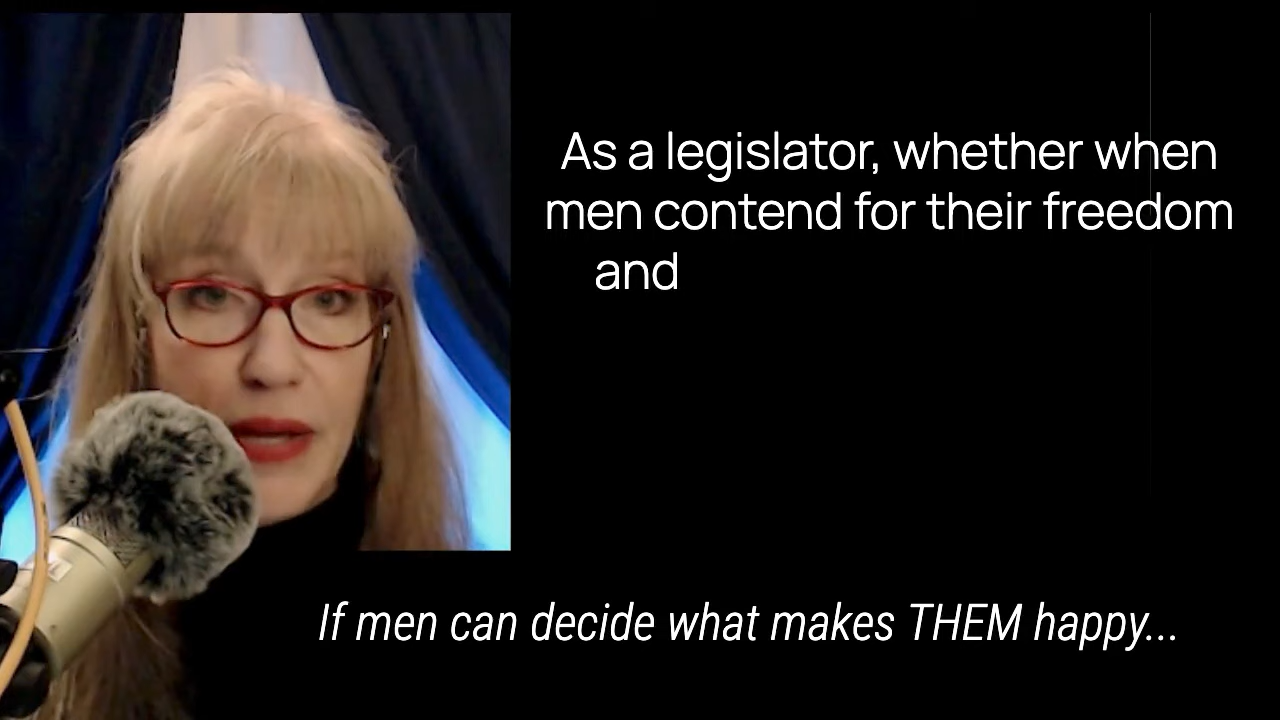 As a legislator, whether when
men contend for their freedom
and
If men can decide what makes THEM happy...